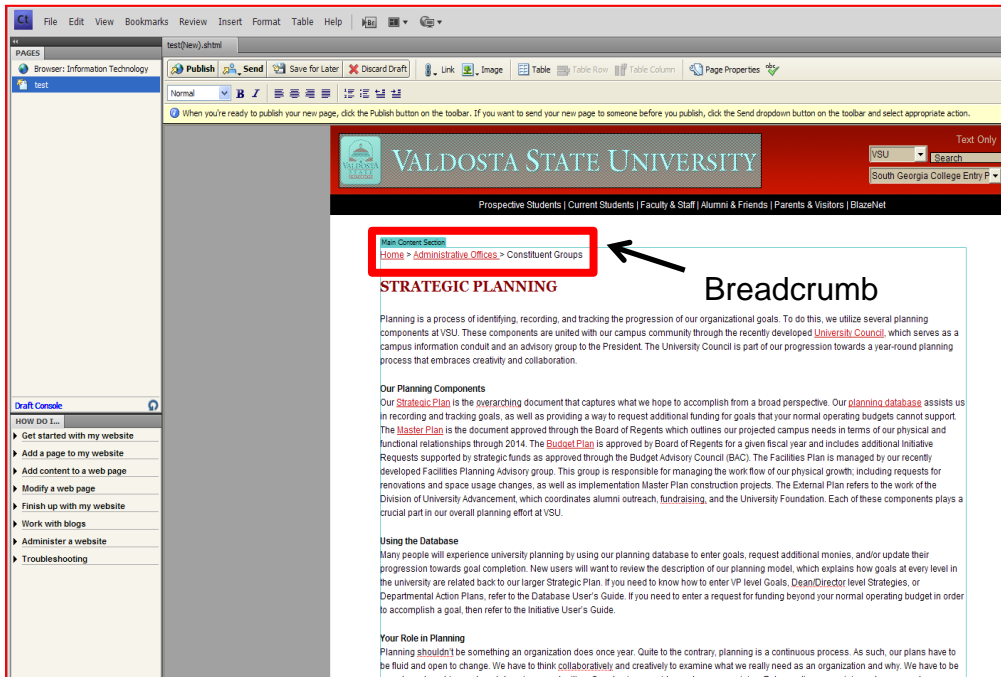 Ct File Edit View Bookmarks Review Insert Format Table Help Br
PAGES
Browser: Information Technology
test
test(New).shtml
Publish Send Save for Later Discard Draft Link Image Table Table Row Table Column Page Properties abc
Normal B I
When you're ready to publish your new page, click the Publish button on the toolbar. If you want to send your new page to someone before you publish, click the Send dropdown button on the toolbar and select appropriate action.
VALDOSTA STATE UNIVERSITY
VALDOSTA
STATE
Text Only
VSU Search
South Georgia College Entry P
Prospective Students | Current Students | Faculty & Staff | Alumni & Friends | Parents & Visitors | BlazeNet
Main Content Section
Home > Administrative Offices > Constituent Groups
Breadcrumb
STRATEGIC PLANNING
Planning is a process of identifying, recording, and tracking the progression of our organizational goals. To do this, we utilize several planning
components at VSU. These components are united with our campus community through the recently developed University Council, which serves as a
campus information conduit and an advisory group to the President. The University Council is part of our progression towards a year-round planning
process that embraces creativity and collaboration.
Our Planning Components
Our Strategic Plan is the overarching document that captures what we hope to accomplish from a broad perspective. Our planning database assists us
in recording and tracking goals, as well as providing a way to request additional funding for goals that your normal operating budgets cannot support.
The Master Plan is the document approved through the Board of Regents which outlines our projected campus needs in terms of our physical and
functional relationships through 2014. The Budget Plan is approved by Board of Regents for a given fiscal year and includes additional Initiative
Requests supported by strategic funds as approved through the Budget Advisory Council (BAC). The Facilities Plan is managed by our recently
developed Facilities Planning Advisory group. This group is responsible for managing the work flow of our physical growth; including requests for
renovations and space usage changes, as well as implementation Master Plan construction projects. The External Plan refers to the work of the
Division of University Advancement, which coordinates alumni outreach, fundraising, and the University Foundation. Each of these components plays a
crucial part in our overall planning effort at VSU.
Using the Database
Many people will experience university planning by using our planning database to enter goals, request additional monies, and/or update their
progression towards goal completion. New users will want to review the description of our planning model, which explains how goals at every level in
the university are related back to our larger Strategic Plan. If you need to know how to enter VP level Goals, Dean/Director level Strategies, or
Departmental Action Plans, refer to the Database User's Guide. If you need to enter a request for funding beyond your normal operating budget in order
to accomplish a goal, then refer to the Initiative User's Guide.
Your Role in Planning
Planning shouldn't be something an organization does once year. Quite to the contrary, planning is a continuous process. As such, our plans have to
be fluid and open to change. We have to think collaboratively and creatively to examine what we really need as an organization and why. We have to be
Draft Console
HOW DO I...
Get started with my website
Add a page to my website
Add content to a web page
Modify a web page
Finish up with my website
Work with blogs
Administer a website
Troubleshooting